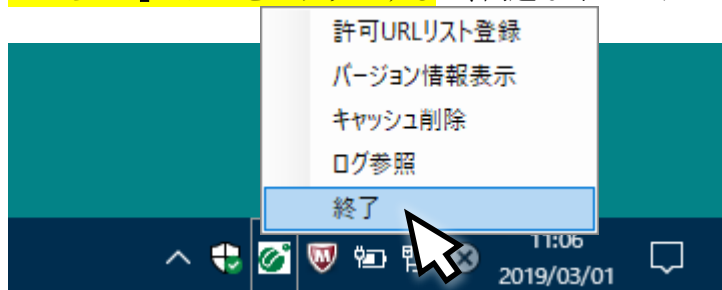 許可URLリスト登録
バージョン情報表示
キャッシュ削除
ログ参照
終了
11:06
2019/03/01